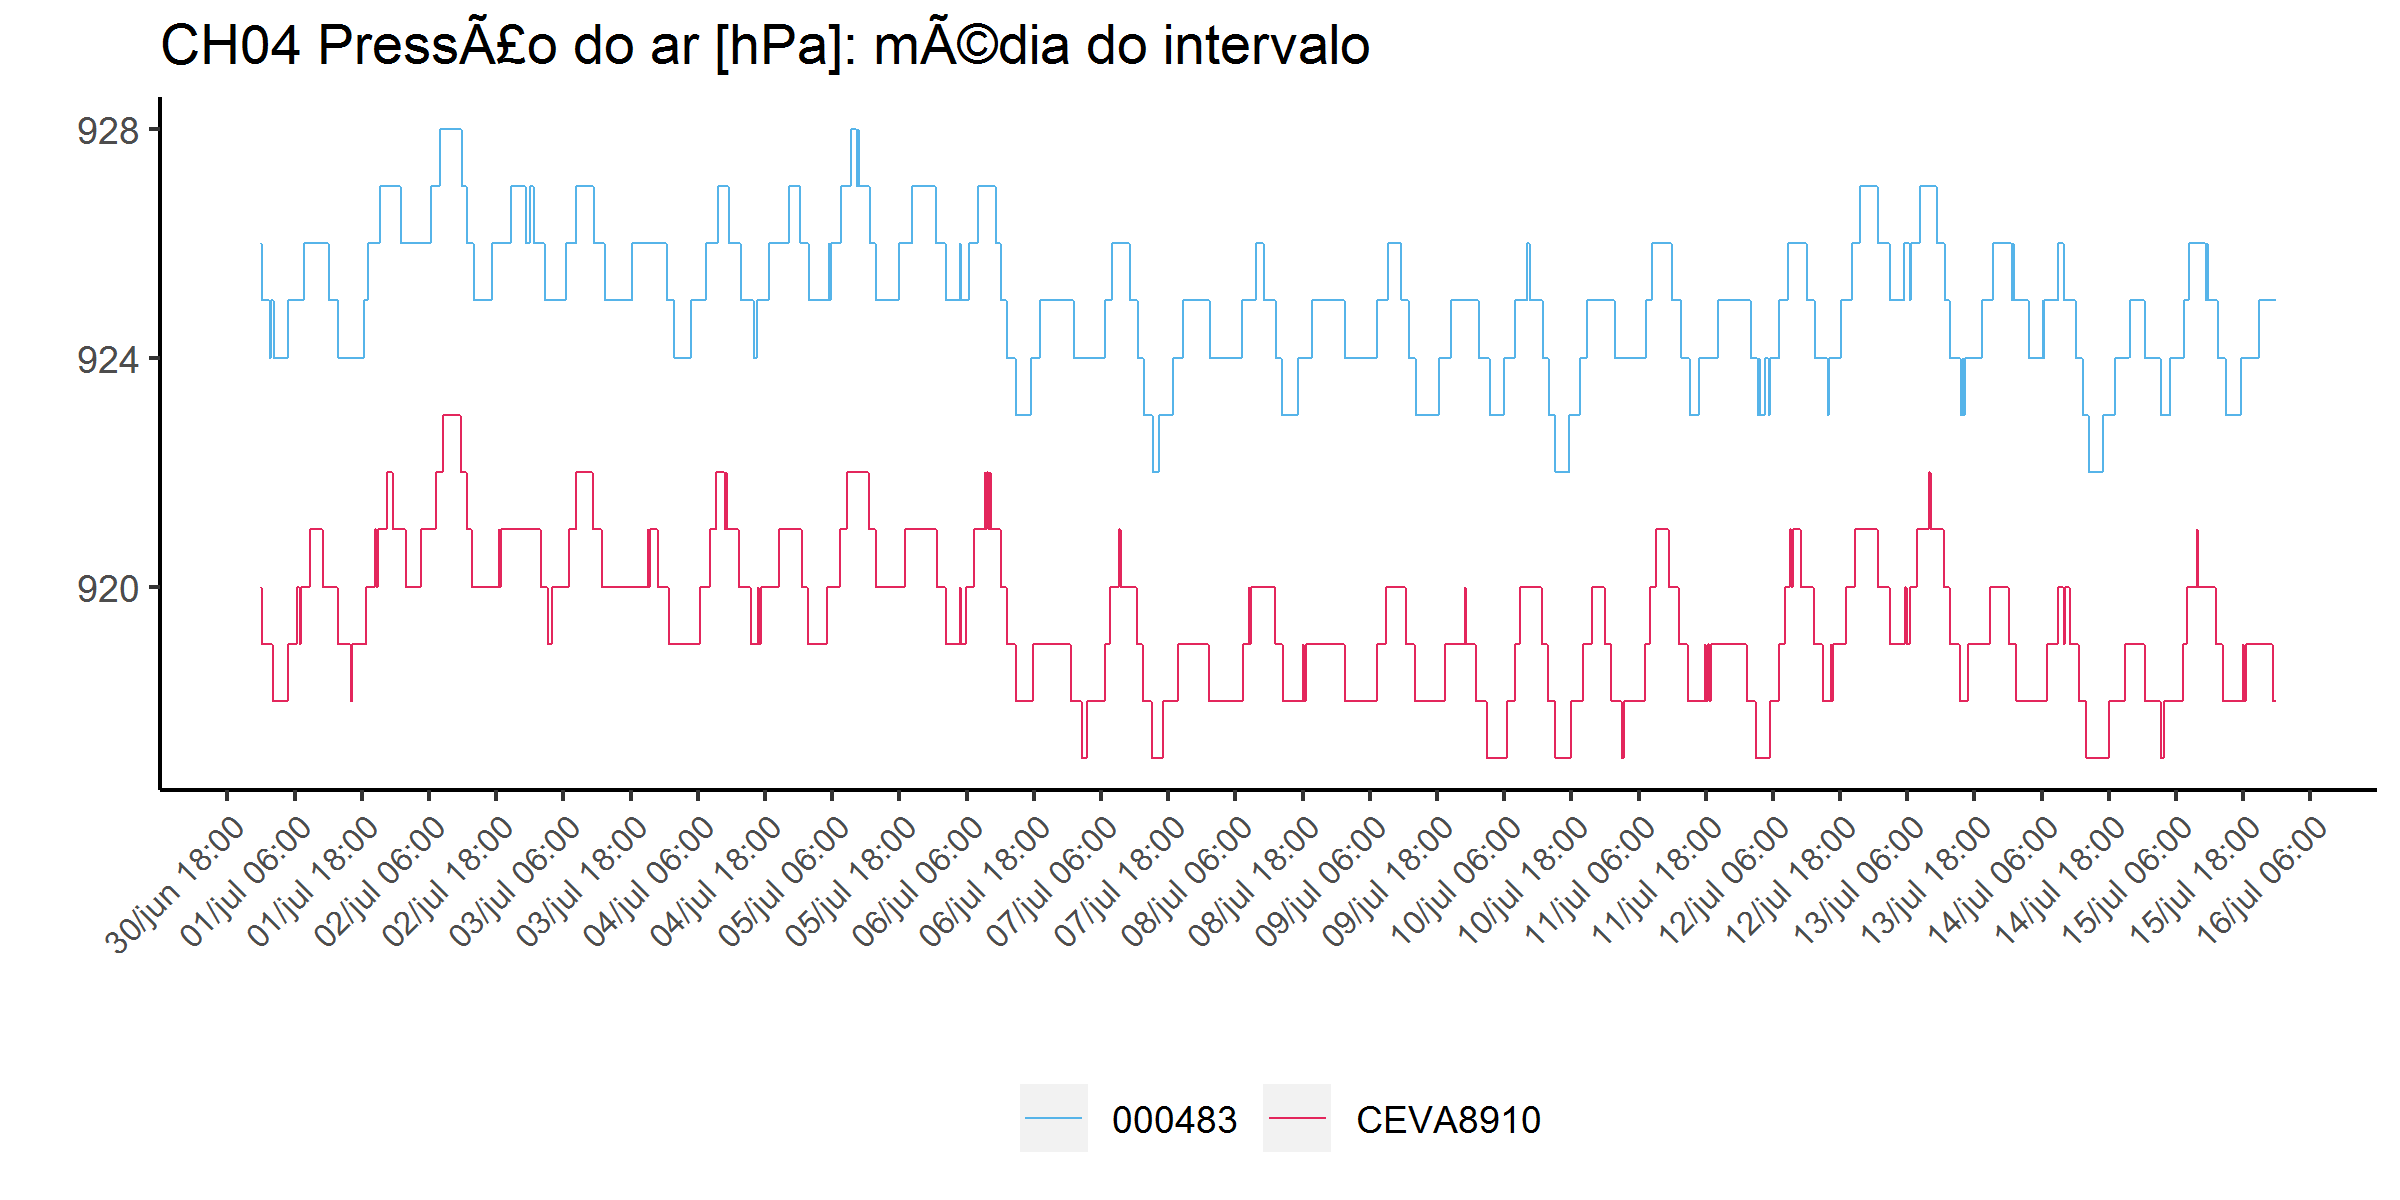 CH04 PressÃ£o do ar [hPa]: mÃ©dia do intervalo
928
924
920
30/jun 18:00
01/jul 06:00
01/jul 18:00
02/jul 06:00
02/jul 18:00
03/jul 06:00
03/jul 18:00
04/jul 06:00
04/jul 18:00
05/jul 06:00
05/jul 18:00
06/jul 06:00
06/jul 18:00
07/jul 06:00
07/jul 18:00
08/jul 06:00
08/jul 18:00
09/jul 06:00
09/jul 18:00
10/jul 06:00
10/jul 18:00
11/jul 06:00
11/jul 18:00
12/jul 06:00
12/jul 18:00
13/jul 06:00
13/jul 18:00
14/jul 06:00
14/jul 18:00
15/jul 06:00
15/jul 18:00
16/jul 06:00
000483
CEVA8910